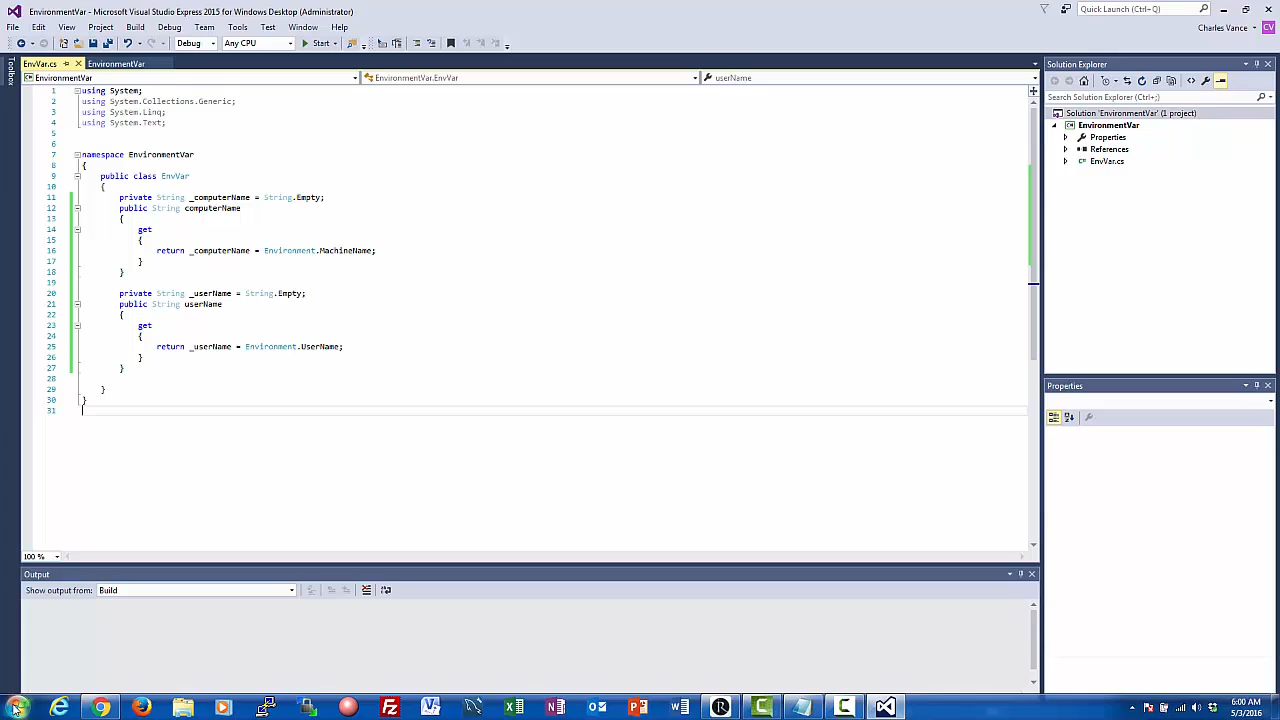 EnvironmentVar - Microsoft Visual Studio Express 2015 for Windows Desktop (Administrator)
Quick Launch (Ctrl+Q)
File Edit View Project Build Debug Team Tools Test Window Help
Charles Vance CV
Debug Any CPU Start
Toolbox
EnvVar.cs EnvironmentVar
EnvironmentVar EnvironmentVar.EnvVar userName
1 using System;
2 using System.Collections.Generic;
3 using System.Linq;
4 using System.Text;
5
6
7 namespace EnvironmentVar
8 {
9 public class EnvVar
10 {
11 private String _computerName = String.Empty;
12 public String computerName
13 {
14 get
15 {
16 return _computerName = Environment.MachineName;
17 }
18 }
19
20 private String _userName = String.Empty;
21 public String userName
22 {
23 get
24 {
25 return _userName = Environment.UserName;
26 }
27 }
28
29 }
30 }
31
100 %
Output
Show output from: Build
Solution Explorer
Search Solution Explorer (Ctrl+;)
Solution 'EnvironmentVar' (1 project)
EnvironmentVar
Properties
References
EnvVar.cs
Properties
6:00 AM
5/3/2016